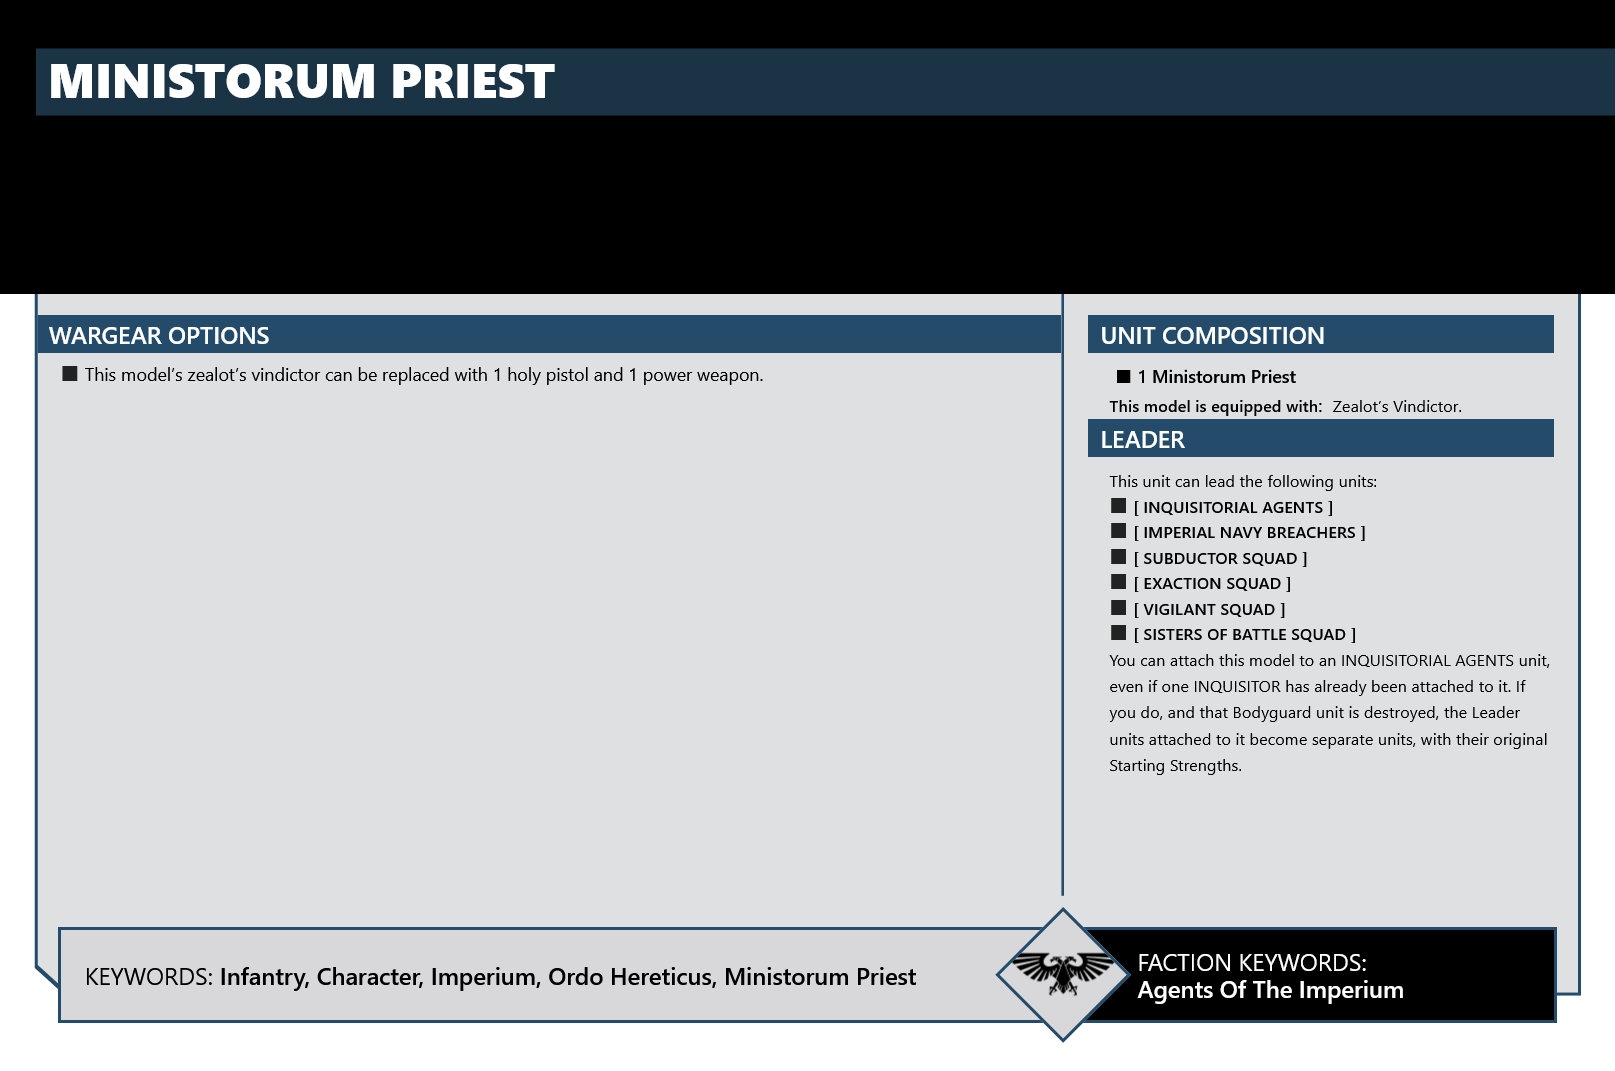 MINISTORUM PRIEST
WARGEAR OPTIONS
This model's zealot's vindictor can be replaced with 1 holy pistol and 1 power weapon.
UNIT COMPOSITION
1 Ministorum Priest
This model is equipped with: Zealot's Vindictor.
LEADER
This unit can lead the following units:
[ INQUISITORIAL AGENTS ]
[ IMPERIAL NAVY BREACHERS ]
[ SUBDUCTOR SQUAD ]
[ EXACTION SQUAD ]
[ VIGILANT SQUAD ]
[ SISTERS OF BATTLE SQUAD ]
You can attach this model to an INQUISITORIAL AGENTS unit,
even if one INQUISITOR has already been attached to it. If
you do, and that Bodyguard unit is destroyed, the Leader
units attached to it become separate units, with their original
Starting Strengths.
KEYWORDS: Infantry, Character, Imperium, Ordo Hereticus, Ministorum Priest
FACTION KEYWORDS:
Agents Of The Imperium